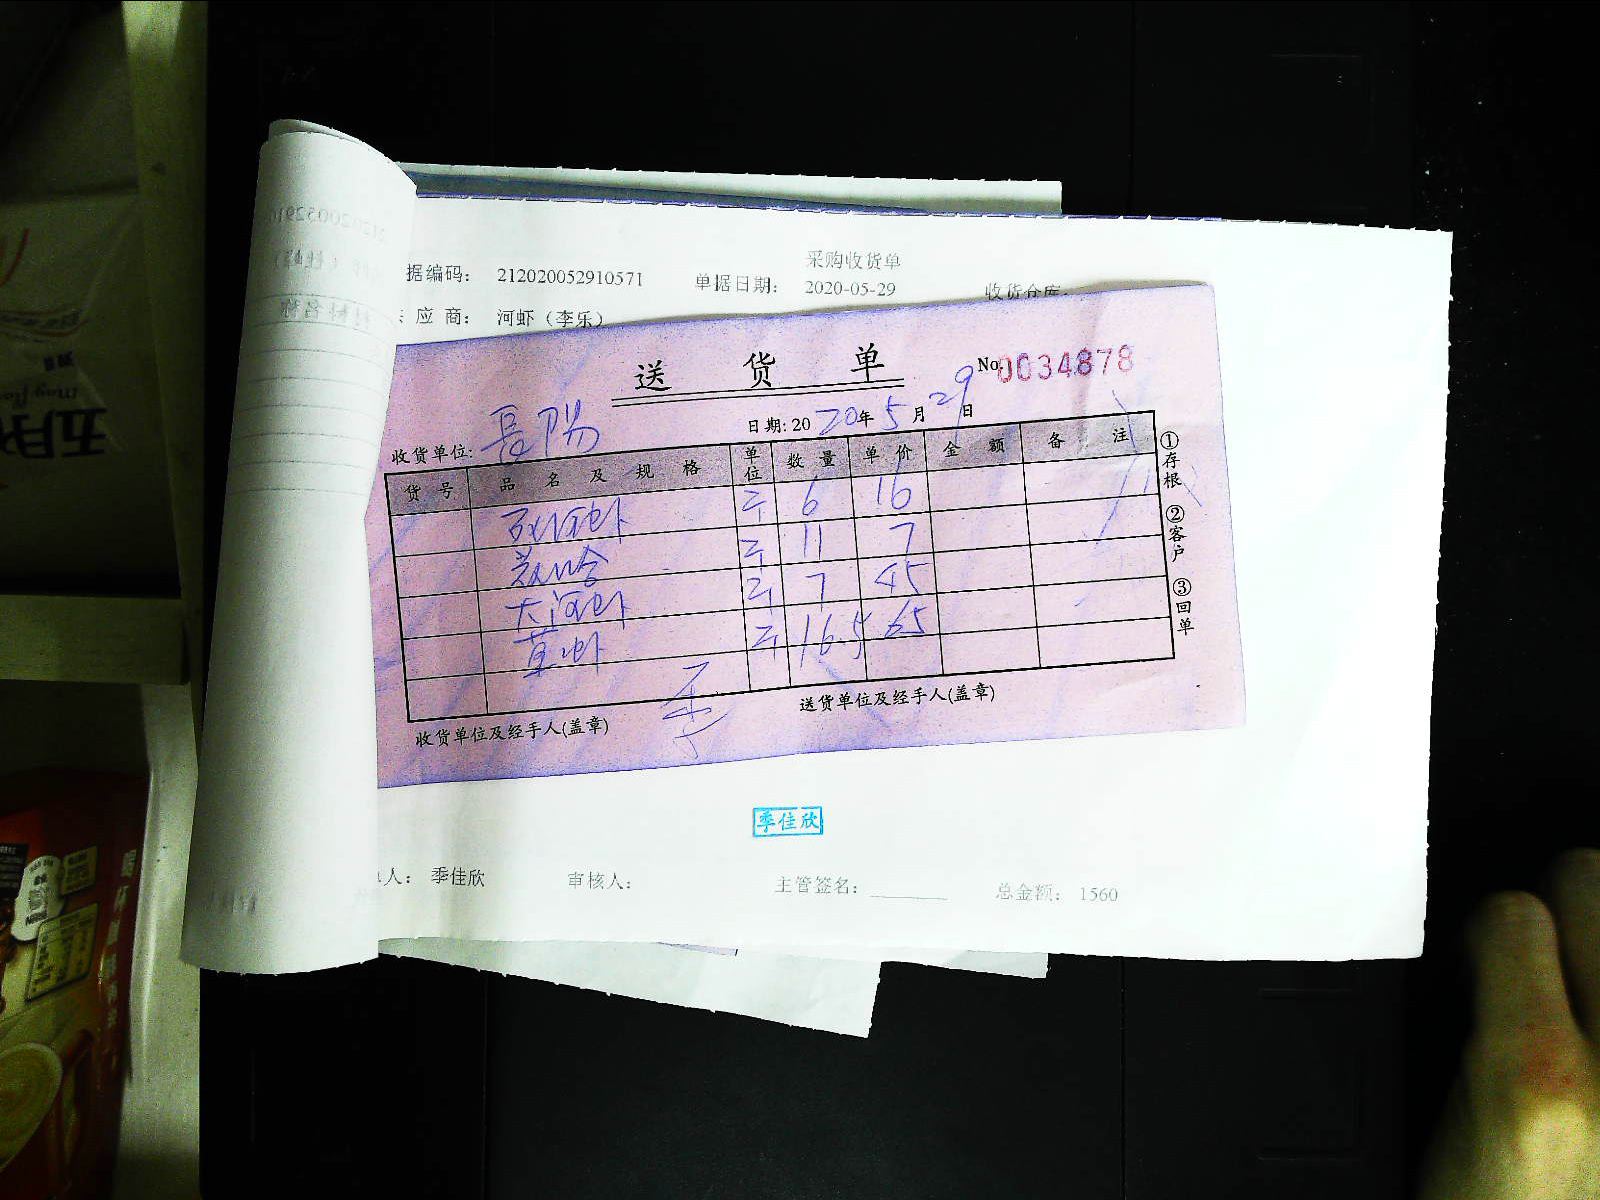 采购收货单
据编码： 212020052910571 单据日期： 2020-05-29 收货仓库
应 商： 河虾（李乐）
送 货 单 No.0034878
收货单位: 日期: 2020年5月29日
货 号 品 名 及 规 格 单位 数 量 单 价 金 额 备 注
斤 6 16
斤 11 7
大河虾 斤 7 45
草虾 斤 16.5 65
①存根 ②客户 ③回单
收货单位及经手人(盖章) 送货单位及经手人(盖章)
季佳欣
人： 季佳欣 审核人： 主管签名： 总金额： 1560